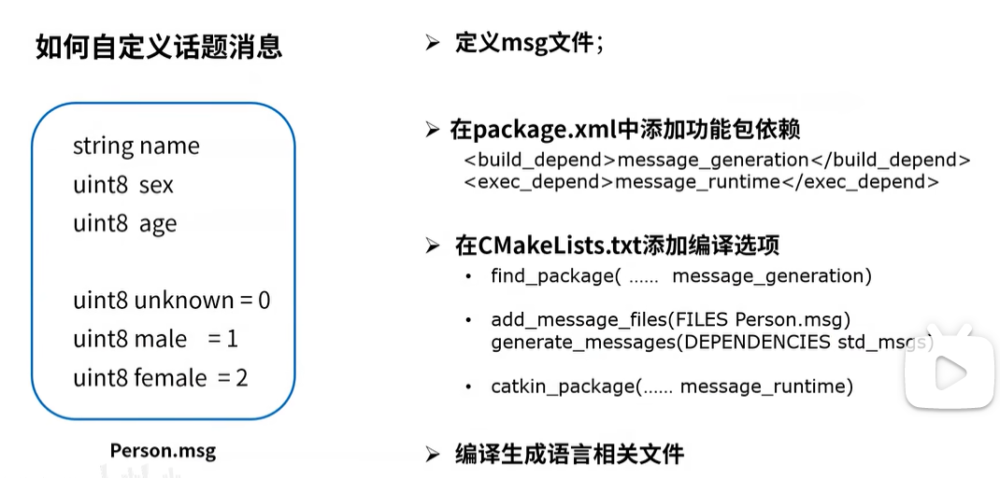 如何自定义话题消息
string name
uint8 sex
uint8 age
uint8 unknown = 0
uint8 male = 1
uint8 female = 2
Person.msg
➢ 定义msg文件；
➢ 在package.xml中添加功能包依赖
<build_depend>message_generation</build_depend>
<exec_depend>message_runtime</exec_depend>
➢ 在CMakeLists.txt添加编译选项
• find_package( …… message_generation)
• add_message_files(FILES Person.msg)
generate_messages(DEPENDENCIES std_msgs)
• catkin_package(…… message_runtime)
➢ 编译生成语言相关文件